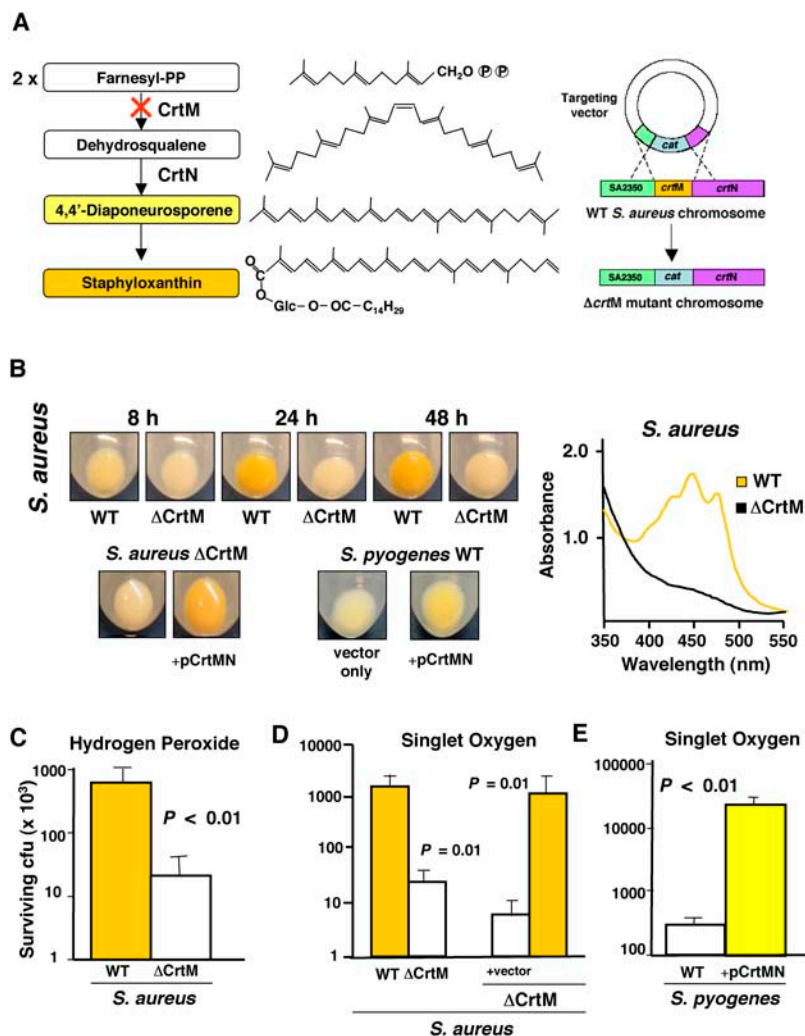 A
2 x
Farnesyl-PP
CrtM
Dehydrosqualene
CrtN
4,4'-Diaponeurosporene
Staphyloxanthin
CH₂O Ⓟ Ⓟ
O
C
O
Glc–O–OC–C₁₄H₂₉
Targeting
vector
cat
SA2350 crtM crtN
WT S. aureus chromosome
SA2350 cat crtN
ΔcrtM mutant chromosome
B
S. aureus
8 h 24 h 48 h
WT ΔCrtM WT ΔCrtM WT ΔCrtM
S. aureus ΔCrtM
+pCrtMN
S. pyogenes WT
vector
only
+pCrtMN
S. aureus
Absorbance
2.0
1.0
WT
ΔCrtM
350 400 450 500 550
Wavelength (nm)
C
Hydrogen Peroxide
Surviving cfu (x 10³)
1000
100
10
1
P < 0.01
WT ΔCrtM
S. aureus
D
Singlet Oxygen
10000
1000
100
10
1
P = 0.01
P = 0.01
WT ΔCrtM
+vector
ΔCrtM
S. aureus
E
Singlet Oxygen
100000
10000
1000
100
P < 0.01
WT +pCrtMN
S. pyogenes